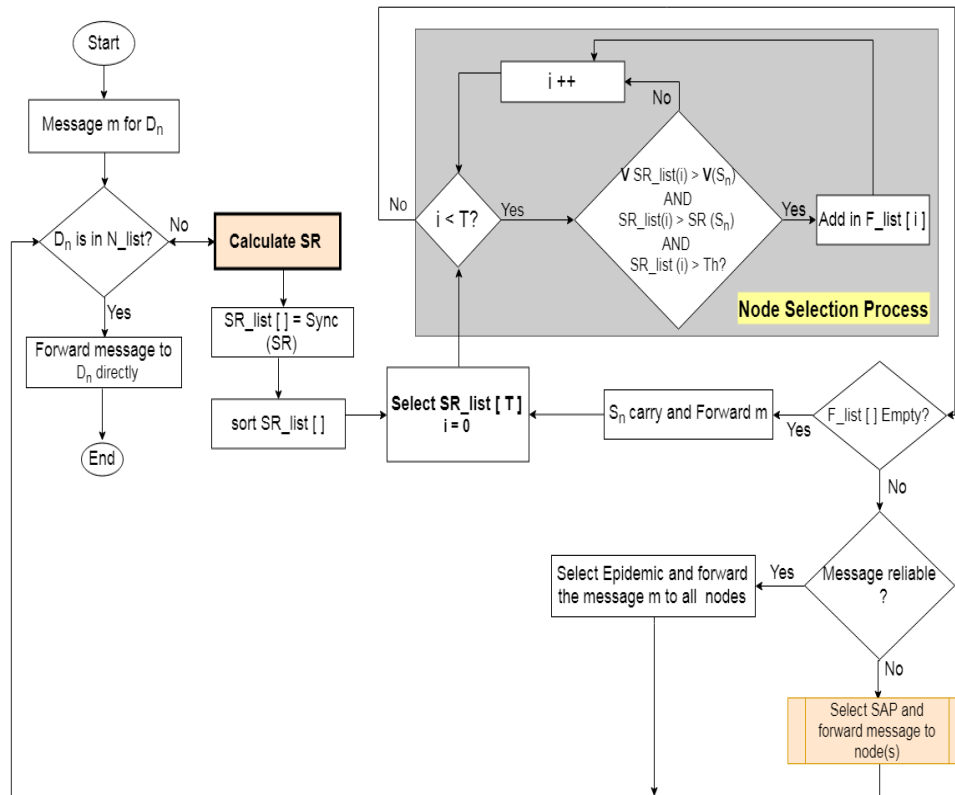 Start
Message m for Dn
Dn is in N_list?
No
Calculate SR
Yes
Forward message to
Dn directly
End
SR_list [ ] = Sync
(SR)
sort SR_list [ ]
Select SR_list [ T ]
i = 0
i ++
No
No
i < T?
Yes
V SR_list(i) > V(Sn)
AND
SR_list(i) > SR (Sn)
AND
SR_list (i) > Th?
Yes
Add in F_list [ i ]
Node Selection Process
Sn carry and Forward m
Yes
F_list [ ] Empty?
No
Select Epidemic and forward
the message m to all nodes
Yes
Message reliable
?
No
Select SAP and
forward message to
node(s)